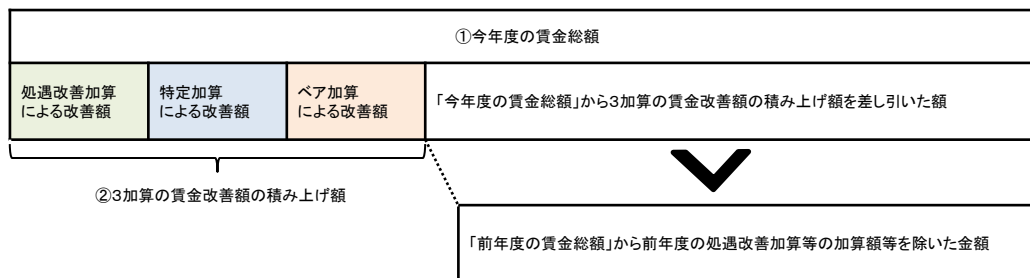 ①今年度の賃金総額
処遇改善加算
による改善額
特定加算
による改善額
ベア加算
による改善額
「今年度の賃金総額」から3加算の賃金改善額の積み上げ額を差し引いた額
②3加算の賃金改善額の積み上げ額
「前年度の賃金総額」から前年度の処遇改善加算等の加算額等を除いた金額